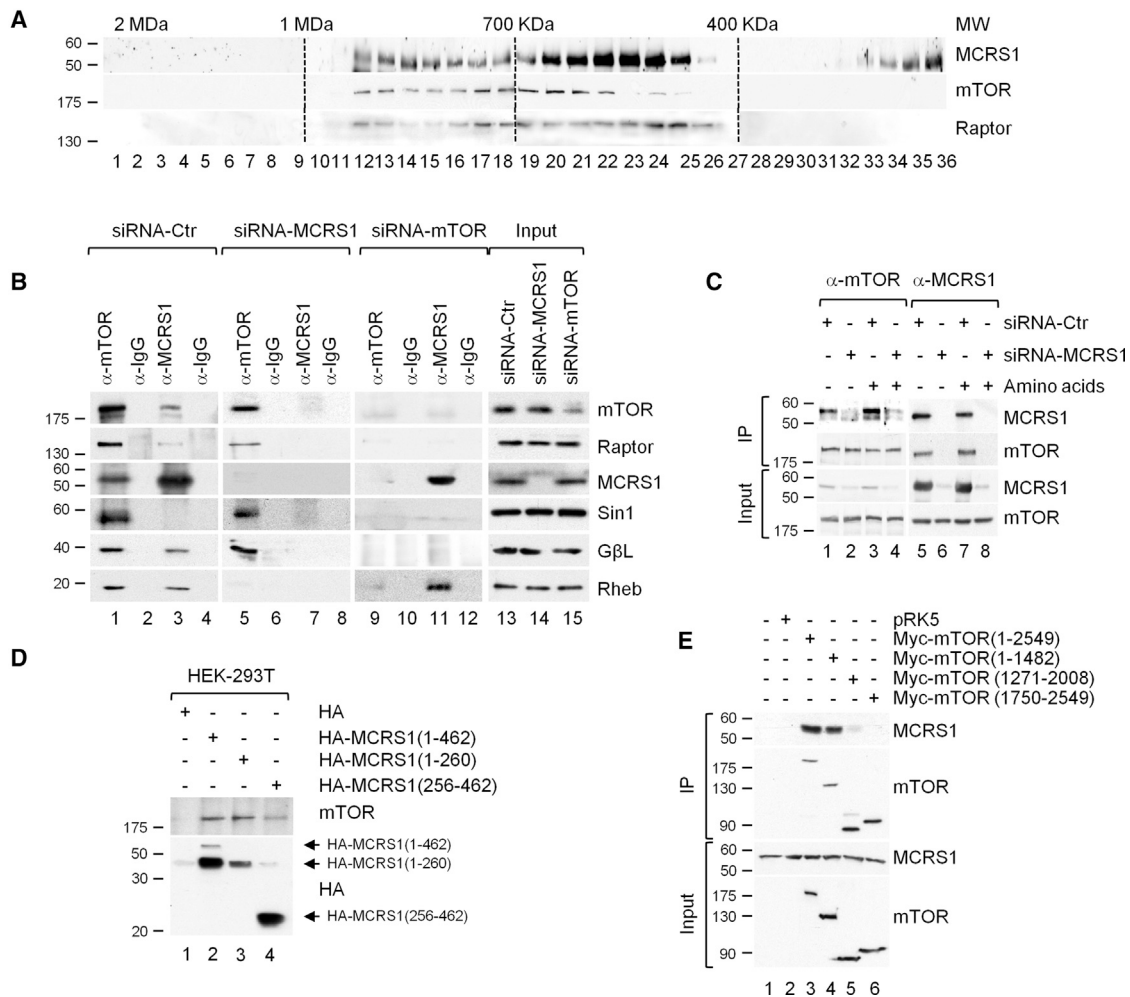 A
2 MDa 1 MDa 700 KDa 400 KDa MW
60
50
MCRS1
175
mTOR
130
Raptor
1 2 3 4 5 6 7 8 9 10 11 12 13 14 15 16 17 18 19 20 21 22 23 24 25 26 27 28 29 30 31 32 33 34 35 36
B
siRNA-Ctr siRNA-MCRS1 siRNA-mTOR Input
α-mTOR α-IgG α-MCRS1 α-IgG α-mTOR α-IgG α-MCRS1 α-IgG α-mTOR α-IgG α-MCRS1 α-IgG siRNA-Ctr siRNA-MCRS1 siRNA-mTOR
175 mTOR
130 Raptor
60
50
MCRS1
60 Sin1
40 GβL
20 Rheb
1 2 3 4 5 6 7 8 9 10 11 12 13 14 15
C
α-mTOR α-MCRS1
+ - + - + - + - siRNA-Ctr
- + - + - + - + siRNA-MCRS1
+ + + + Amino acids
IP
60
50
MCRS1
175
mTOR
Input
60
50
MCRS1
175
mTOR
1 2 3 4 5 6 7 8
D
HEK-293T
+ - - - HA
- + - - HA-MCRS1(1-462)
- - + - HA-MCRS1(1-260)
- - - + HA-MCRS1(256-462)
mTOR
175
HA-MCRS1(1-462)
50
HA-MCRS1(1-260)
30
HA
HA-MCRS1(256-462)
20
1 2 3 4
E
- + - - - - pRK5
- - + - - - Myc-mTOR(1-2549)
- - - + - - Myc-mTOR(1-1482)
- - - - + - Myc-mTOR (1271-2008)
- - - - - + Myc-mTOR (1750-2549)
IP
60
50
MCRS1
175
130
mTOR
90
Input
60
50
MCRS1
175
130
mTOR
90
1 2 3 4 5 6